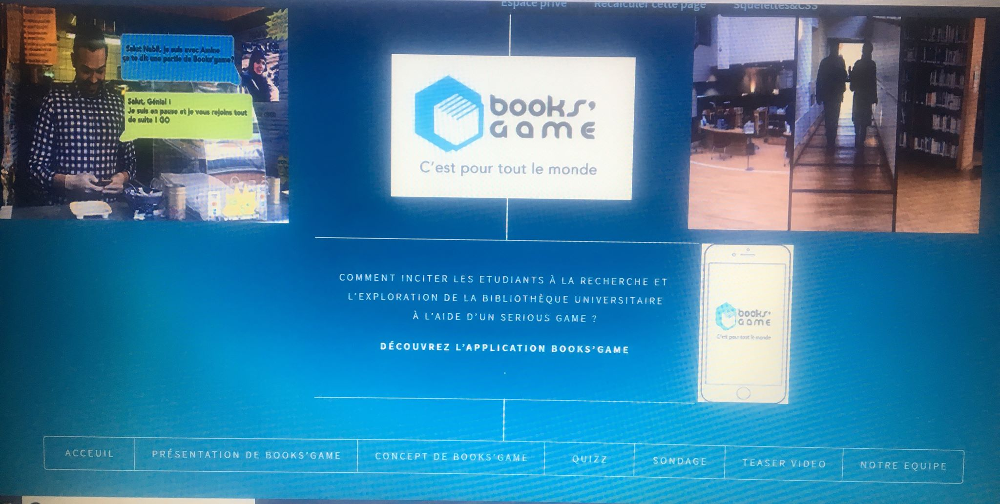 Espace privé
Recalculer cette page
Squelettes&CSS
Salut Nabil, je suis avec Amine
ça te dit une partie de Books'game?
Salut, Génial !
Je suis en pause et je vous rejoins tout
de suite ! GO
books'
GAME
C'est pour tout le monde
COMMENT INCITER LES ETUDIANTS À LA RECHERCHE ET
L'EXPLORATION DE LA BIBLIOTHÈQUE UNIVERSITAIRE
À L'AIDE D'UN SERIOUS GAME ?
DÉCOUVREZ L'APPLICATION BOOKS'GAME
.
books'
GAME
C'est pour tout le monde
ACCEUIL
PRÉSENTATION DE BOOKS'GAME
CONCEPT DE BOOKS'GAME
QUIZZ
SONDAGE
TEASER VIDEO
NOTRE EQUIPE